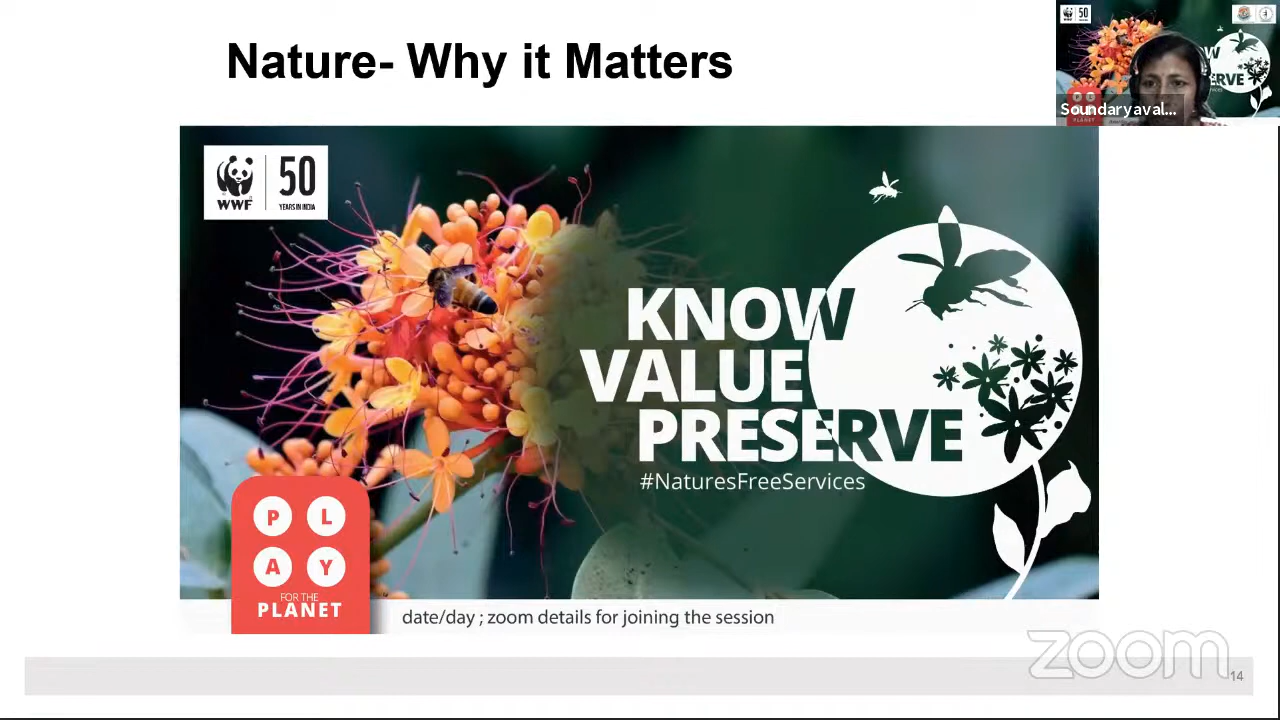 Nature- Why it Matters
Soundaryaval...
WWF
50
YEARS IN INDIA
KNOW
VALUE
PRESERVE
#NaturesFreeServices
P L
A Y
FOR THE
PLANET
date/day ; zoom details for joining the session
zoom
14